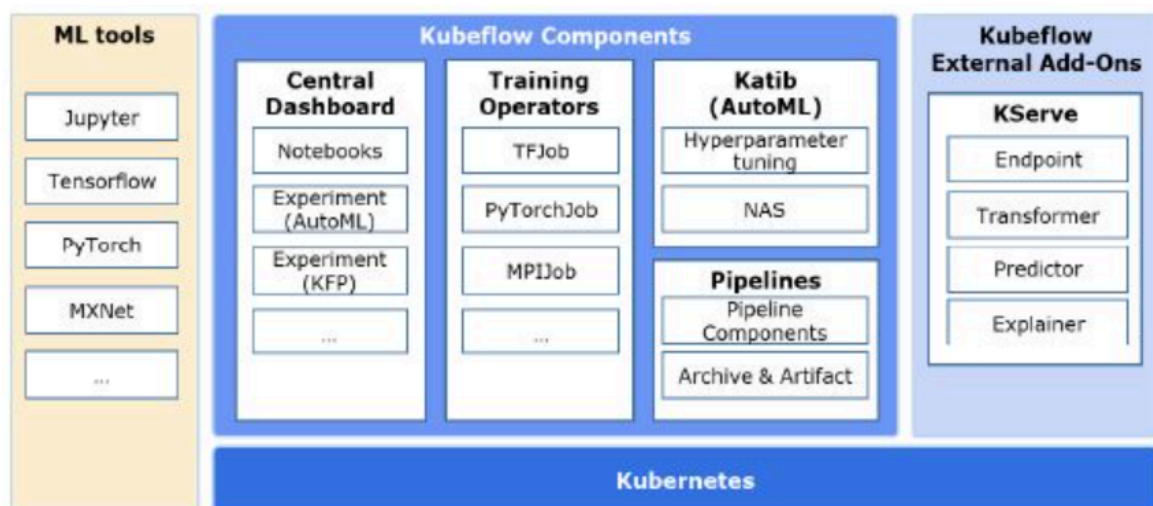 ML tools
Jupyter
Tensorflow
PyTorch
MXNet
...
Kubeflow Components
Central
Dashboard
Notebooks
Experiment
(AutoML)
Experiment
(KFP)
...
Training
Operators
TFJob
PyTorchJob
MPIJob
...
Katib
(AutoML)
Hyperparameter
tuning
NAS
Pipelines
Pipeline
Components
Archive & Artifact
Kubeflow
External Add-Ons
KServe
Endpoint
Transformer
Predictor
Explainer
Kubernetes